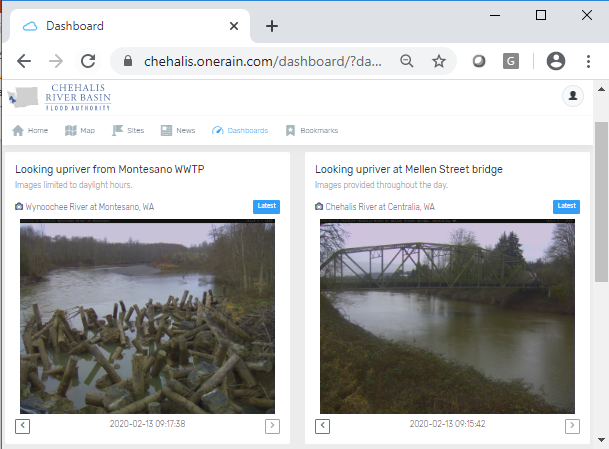 Dashboard
chehalis.onerain.com/dashboard/?da...
G
CHEHALIS
RIVER BASIN
FLOOD AUTHORITY
Home Map Sites News Dashboards Bookmarks
Looking upriver from Montesano WWTP
Images limited to daylight hours.
Wynoochee River at Montesano, WA Latest
2020-02-13 09:17:38
Looking upriver at Mellen Street bridge
Images provided throughout the day.
Chehalis River at Centralia, WA Latest
2020-02-13 09:15:42